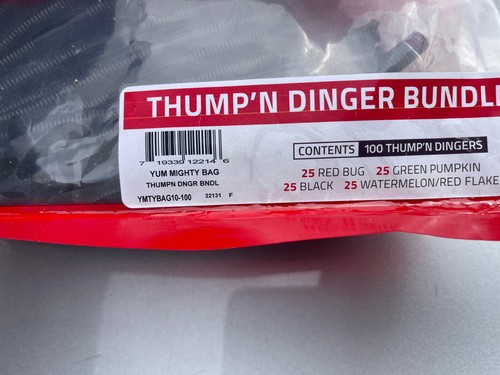 THUMP'N DINGER BUNDL
CONTENTS 100 THUMP'N DINGERS
7 19339 12214 6
25 RED BUG 25 GREEN PUMPKIN
YUM MIGHTY BAG
25 BLACK 25 WATERMELON/RED FLAKE
THUMPN DNGR BNDL
YMTYBAG10-100 22131 F